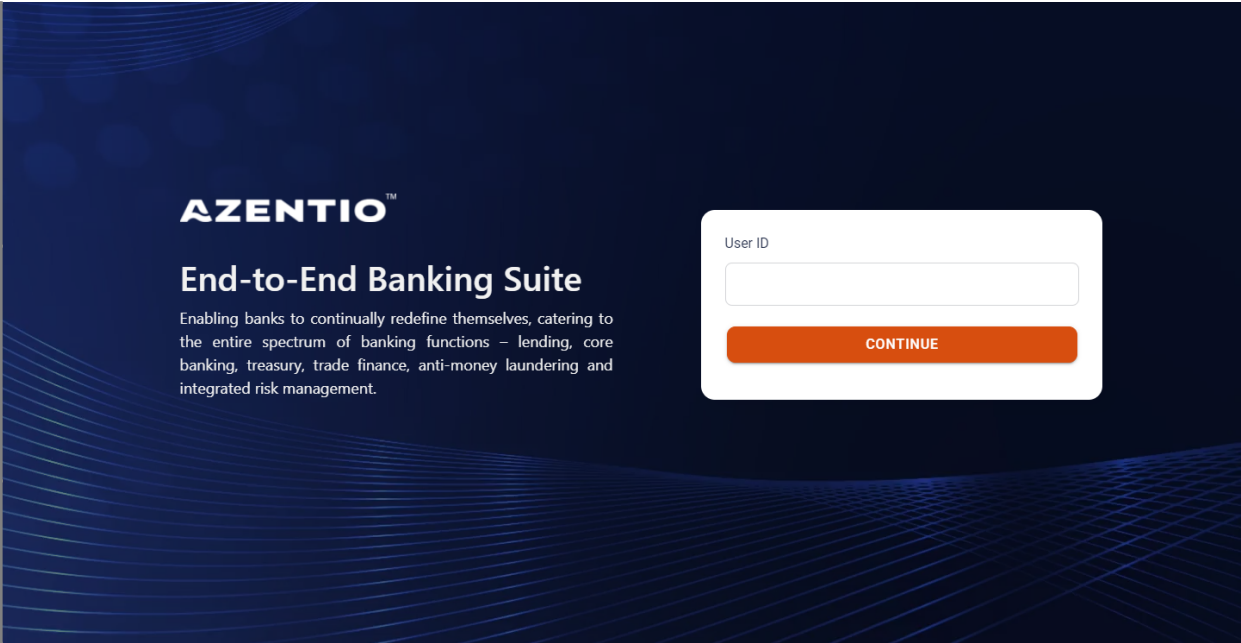 AZENTIO™
End-to-End Banking Suite
Enabling banks to continually redefine themselves, catering to
the entire spectrum of banking functions – lending, core
banking, treasury, trade finance, anti-money laundering and
integrated risk management.
User ID
CONTINUE